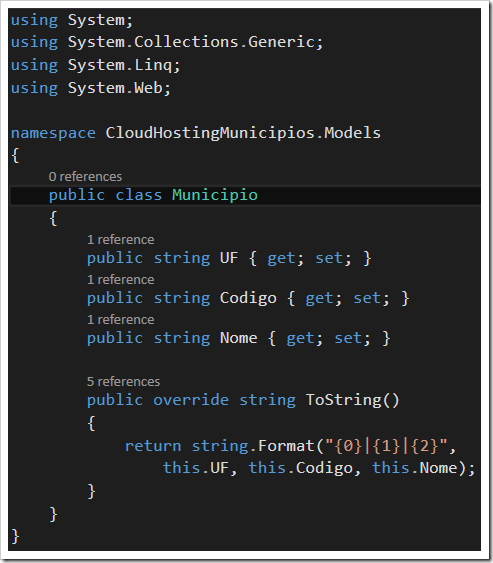 using System;
using System.Collections.Generic;
using System.Linq;
using System.Web;

namespace CloudHostingMunicipios.Models
{
    0 references
    public class Municipio
    {
        1 reference
        public string UF { get; set; }
        1 reference
        public string Codigo { get; set; }
        1 reference
        public string Nome { get; set; }

        5 references
        public override string ToString()
        {
            return string.Format("{0}|{1}|{2}",
                this.UF, this.Codigo, this.Nome);
        }
    }
}